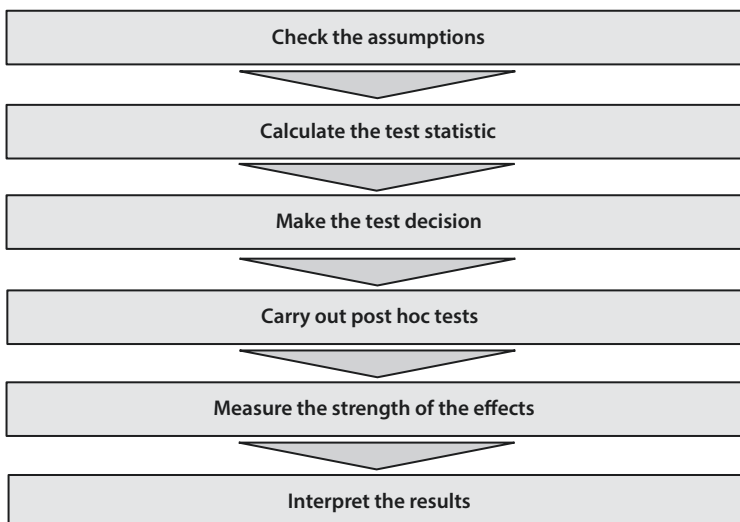 Check the assumptions
Calculate the test statistic
Make the test decision
Carry out post hoc tests
Measure the strength of the effects
Interpret the results